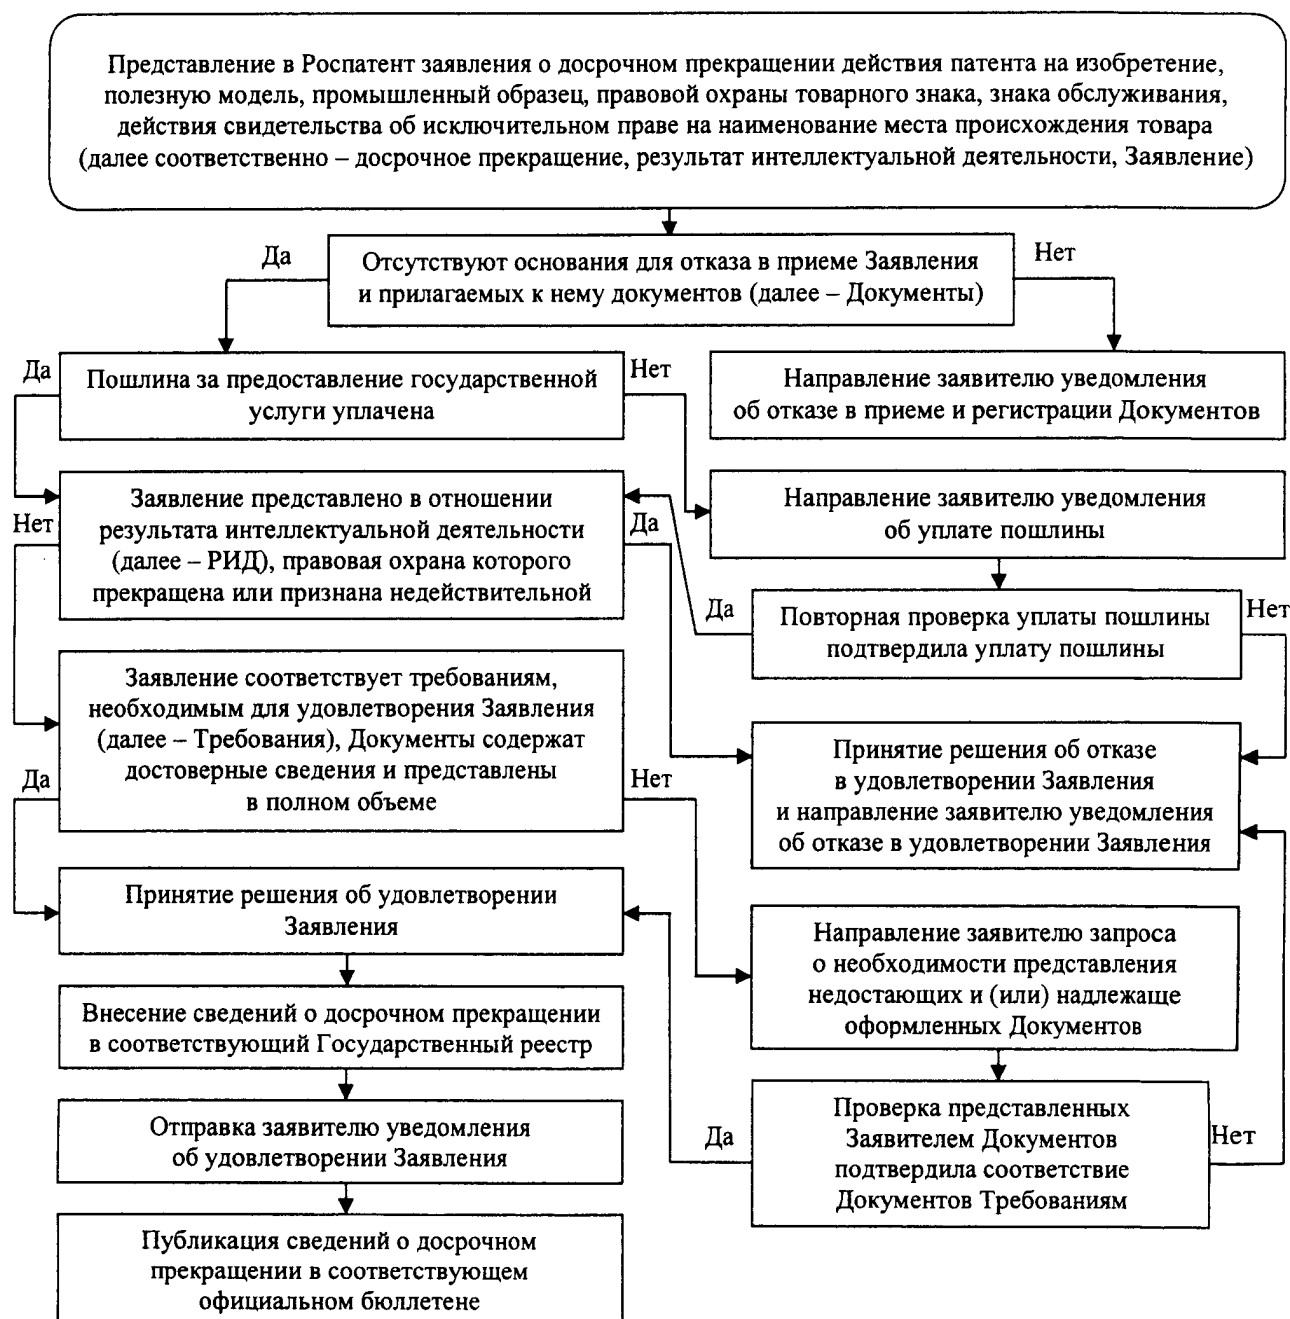 Представление в Роспатент заявления о досрочном прекращении действия патента на изобретение,
полезную модель, промышленный образец, правовой охраны товарного знака, знака обслуживания,
действия свидетельства об исключительном праве на наименование места происхождения товара
(далее соответственно – досрочное прекращение, результат интеллектуальной деятельности, Заявление)
Да
Отсутствуют основания для отказа в приеме Заявления
и прилагаемых к нему документов (далее – Документы)
Нет
Да
Пошлина за предоставление государственной
услуги уплачена
Нет
Направление заявителю уведомления
об отказе в приеме и регистрации Документов
Нет
Заявление представлено в отношении
результата интеллектуальной деятельности
(далее – РИД), правовая охрана которого
прекращена или признана недействительной
Да
Направление заявителю уведомления
об уплате пошлины
Да
Повторная проверка уплаты пошлины
подтвердила уплату пошлины
Нет
Заявление соответствует требованиям,
необходимым для удовлетворения Заявления
(далее – Требования), Документы содержат
достоверные сведения и представлены
в полном объеме
Да
Нет
Принятие решения об отказе
в удовлетворении Заявления
и направление заявителю уведомления
об отказе в удовлетворении Заявления
Принятие решения об удовлетворении
Заявления
Направление заявителю запроса
о необходимости представления
недостающих и (или) надлежаще
оформленных Документов
Внесение сведений о досрочном прекращении
в соответствующий Государственный реестр
Отправка заявителю уведомления
об удовлетворении Заявления
Да
Проверка представленных
Заявителем Документов
подтвердила соответствие
Документов Требованиям
Нет
Публикация сведений о досрочном
прекращении в соответствующем
официальном бюллетене